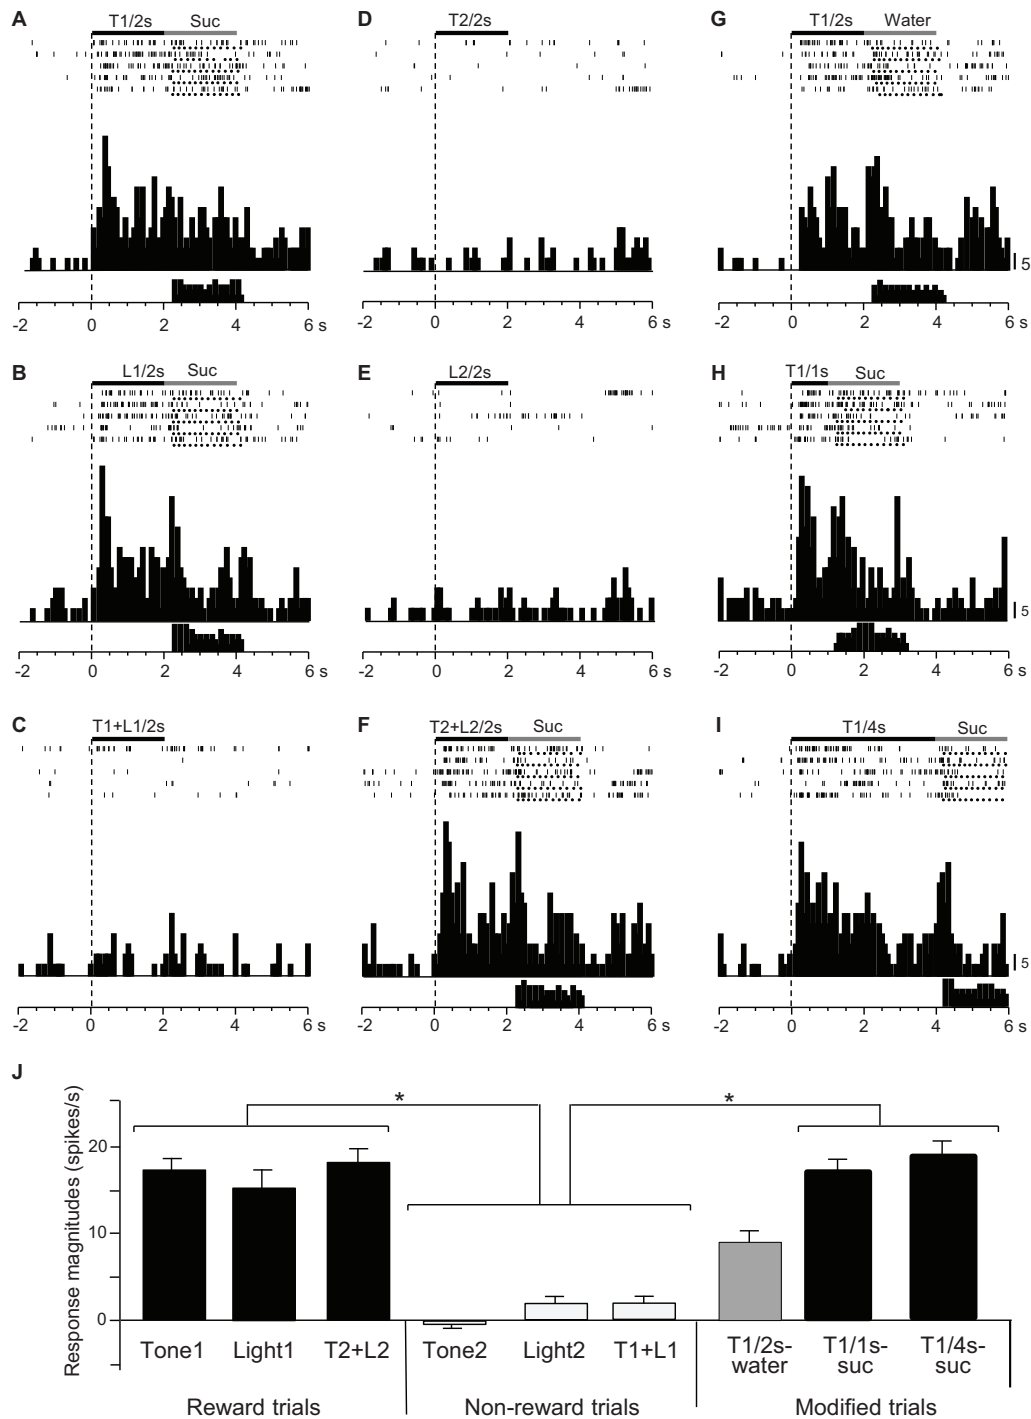 A
T1/2s
Suc
-2
0
2
4
6 s
D
T2/2s
-2
0
2
4
6 s
G
T1/2s
Water
5
-2
0
2
4
6 s
B
L1/2s
Suc
-2
0
2
4
6 s
E
L2/2s
-2
0
2
4
6 s
H
T1/1s
Suc
5
-2
0
2
4
6 s
C
T1+L1/2s
-2
0
2
4
6 s
F
T2+L2/2s
Suc
-2
0
2
4
6 s
I
T1/4s
Suc
5
-2
0
2
4
6 s
J
Response magnitudes (spikes/s)
20
10
0
*
*
Tone1
Light1
T2+L2
Tone2
Light2
T1+L1
T1/2s-
water
T1/1s-
suc
T1/4s-
suc
Reward trials
Non-reward trials
Modified trials